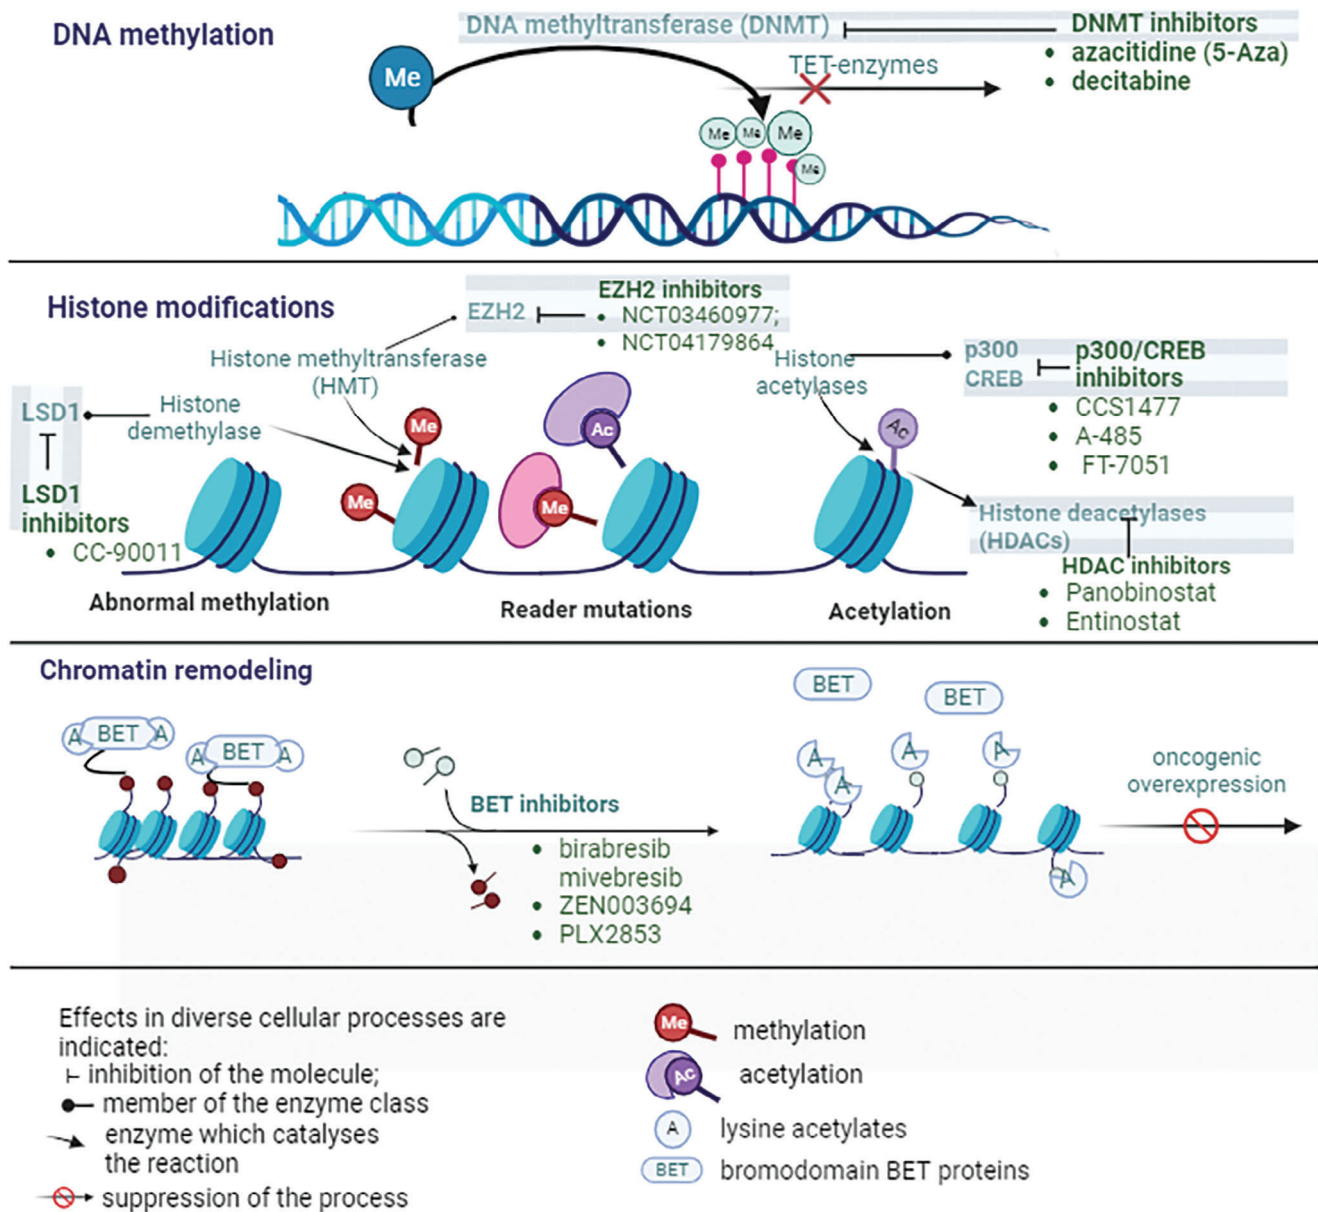 DNA methylation
DNA methyltransferase (DNMT)
DNMT inhibitors
• azacitidine (5-Aza)
• decitabine
TET-enzymes
Me
Me
Me
Me
Me
Histone modifications
EZH2
EZH2 inhibitors
• NCT03460977;
• NCT04179864
Histone methyltransferase
(HMT)
Histone
acetylases
p300
CREB
p300/CREB
inhibitors
• CCS1477
• A-485
• FT-7051
LSD1
Histone
demethylase
LSD1
inhibitors
• CC-90011
Me
Me
Ac
Me
Ac
Histone deacetylases
(HDACs)
HDAC inhibitors
• Panobinostat
• Entinostat
Abnormal methylation
Reader mutations
Acetylation
Chromatin remodeling
A BET A
A BET A
BET inhibitors
• birabresib
mivebresib
• ZEN003694
• PLX2853
BET
BET
A
A
A
A
A
oncogenic
overexpression
Effects in diverse cellular processes are
indicated:
inhibition of the molecule;
member of the enzyme class
enzyme which catalyses
the reaction
suppression of the process
Me methylation
Ac acetylation
A lysine acetylates
BET bromodomain BET proteins